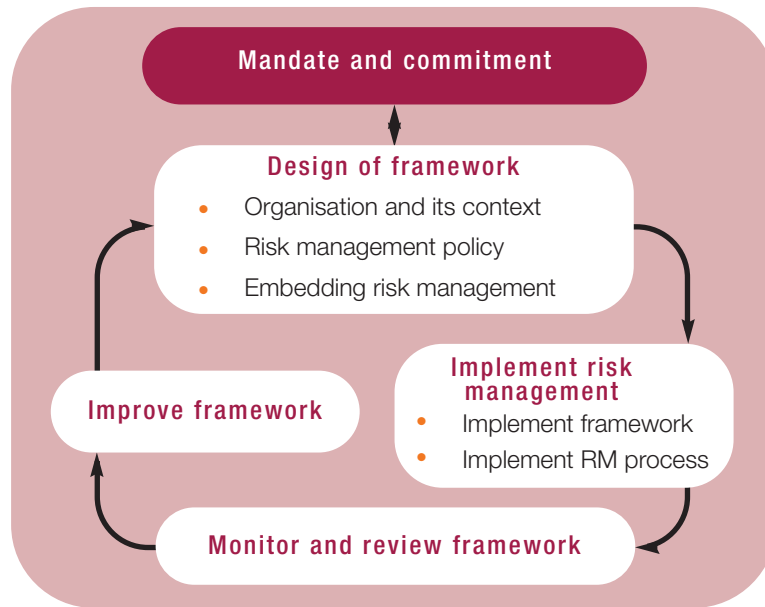 Mandate and commitment
Design of framework
• Organisation and its context
• Risk management policy
• Embedding risk management
Implement risk
management
• Implement framework
• Implement RM process
Improve framework
Monitor and review framework